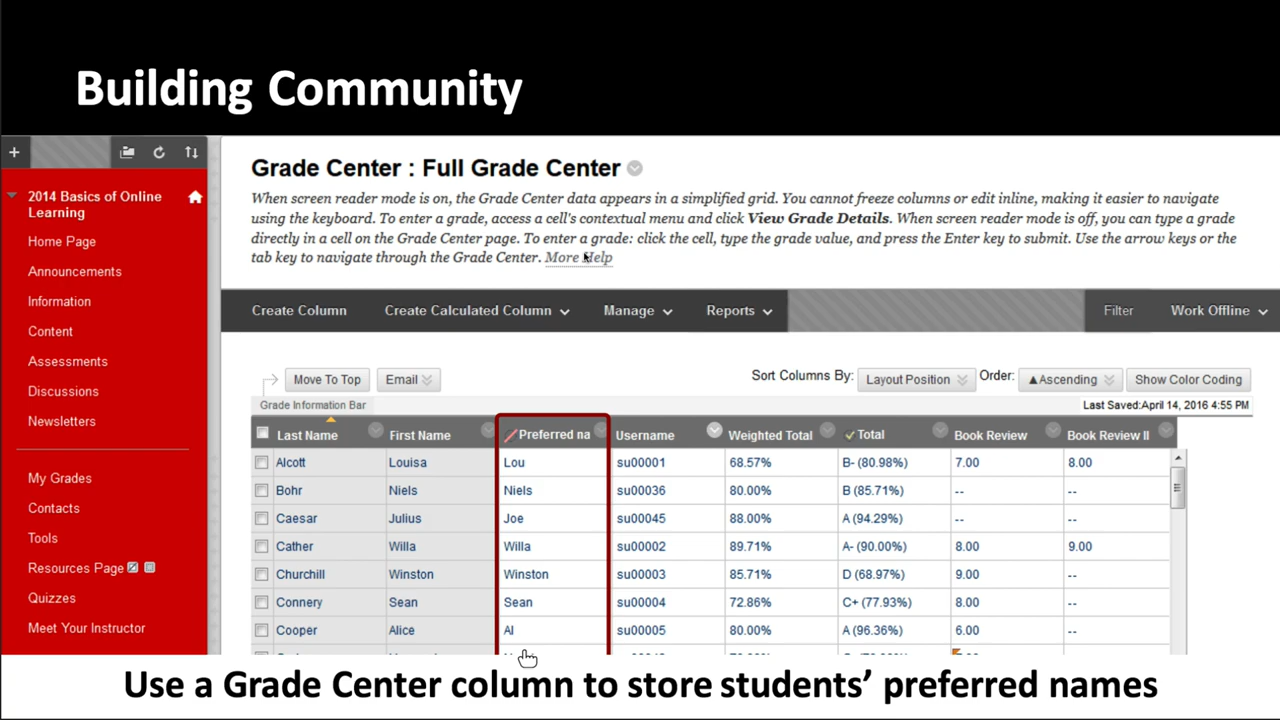 Building Community
2014 Basics of Online
Learning
Home Page
Announcements
Information
Content
Assessments
Discussions
Newsletters
My Grades
Contacts
Tools
Resources Page
Quizzes
Meet Your Instructor
Grade Center : Full Grade Center
When screen reader mode is on, the Grade Center data appears in a simplified grid. You cannot freeze columns or edit inline, making it easier to navigate
using the keyboard. To enter a grade, access a cell's contextual menu and click View Grade Details. When screen reader mode is off, you can type a grade
directly in a cell on the Grade Center page. To enter a grade: click the cell, type the grade value, and press the Enter key to submit. Use the arrow keys or the
tab key to navigate through the Grade Center. More Help
Create Column Create Calculated Column Manage Reports Filter Work Offline
Move To Top Email Sort Columns By: Layout Position Order: Ascending Show Color Coding
Grade Information Bar Last Saved:April 14, 2016 4:55 PM
Last Name First Name Preferred na Username Weighted Total Total Book Review Book Review II
Alcott Louisa Lou su00001 68.57% B- (80.98%) 7.00 8.00
Bohr Niels Niels su00036 80.00% B (85.71%) -- --
Caesar Julius Joe su00045 88.00% A (94.29%) -- --
Cather Willa Willa su00002 89.71% A- (90.00%) 8.00 9.00
Churchill Winston Winston su00003 85.71% D (68.97%) 9.00 --
Connery Sean Sean su00004 72.86% C+ (77.93%) 8.00 --
Cooper Alice Al su00005 80.00% A (96.36%) 6.00 --
Use a Grade Center column to store students’ preferred names